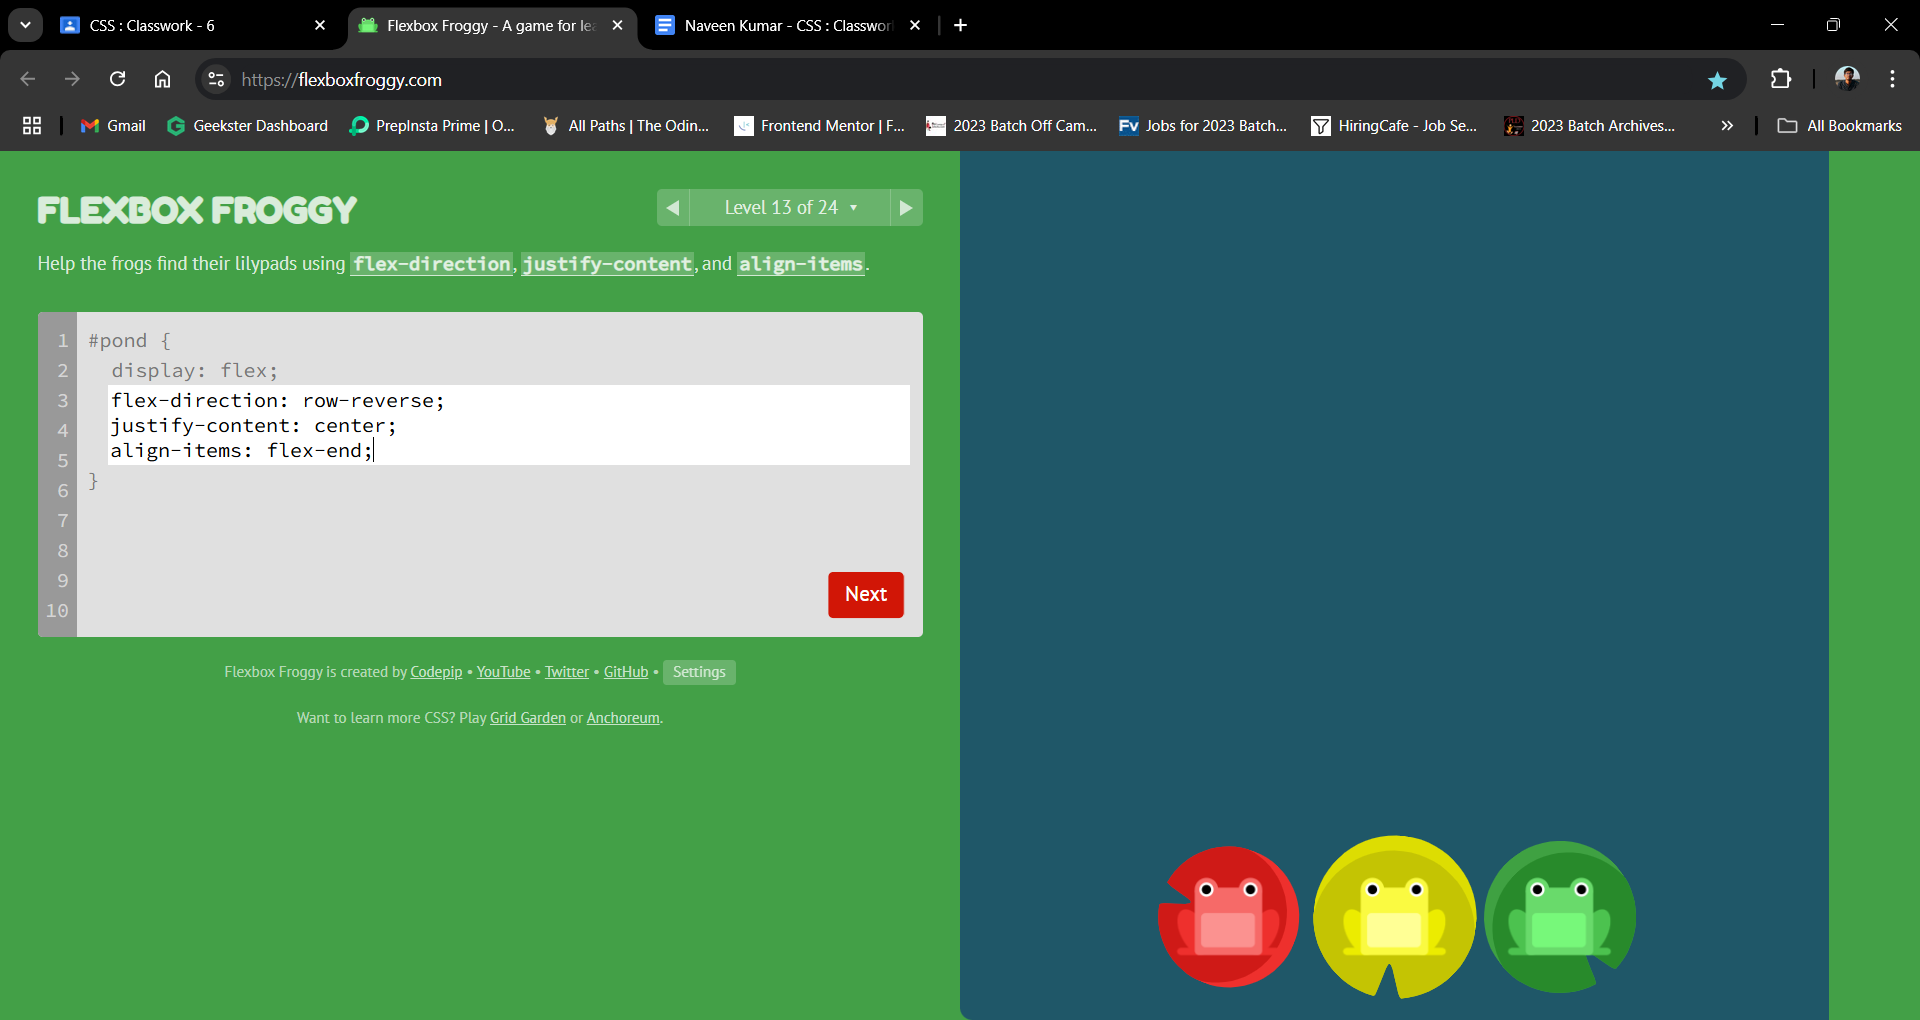 CSS : Classwork - 6
Flexbox Froggy - A game for le
Naveen Kumar - CSS : Classwor
https://flexboxfroggy.com
Gmail
Geekster Dashboard
PrepInsta Prime | O...
All Paths | The Odin...
Frontend Mentor | F...
2023 Batch Off Cam...
Fv Jobs for 2023 Batch...
HiringCafe - Job Se...
2023 Batch Archives...
All Bookmarks
FLEXBOX FROGGY
Level 13 of 24
Help the frogs find their lilypads using flex-direction, justify-content, and align-items.
1 #pond {
2 display: flex;
3 flex-direction: row-reverse;
4 justify-content: center;
5 align-items: flex-end;
6 }
7
8
9
10
Next
Flexbox Froggy is created by Codepip • YouTube • Twitter • GitHub • Settings
Want to learn more CSS? Play Grid Garden or Anchoreum.